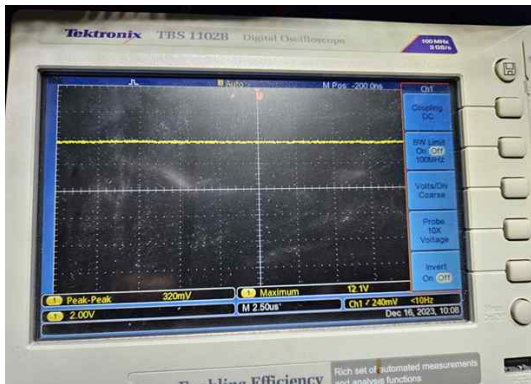 Tektronix TBS 1102B Digital Oscilloscope
100 MHz
2 GS/s
Auto M Pos: -200.0ns Ch1
Coupling
DC
BW Limit
On Off
100MHz
Volts/Div
Coarse
Probe
10X
Voltage
Invert
On Off
1 Peak-Peak 320mV 1 Maximum 12.1V
1 2.00V M 2.50us Ch1 / 240mV <10Hz
Dec 16, 2023, 10:08
Enabling Efficiency
Rich set of automated measurements
and analysis functions